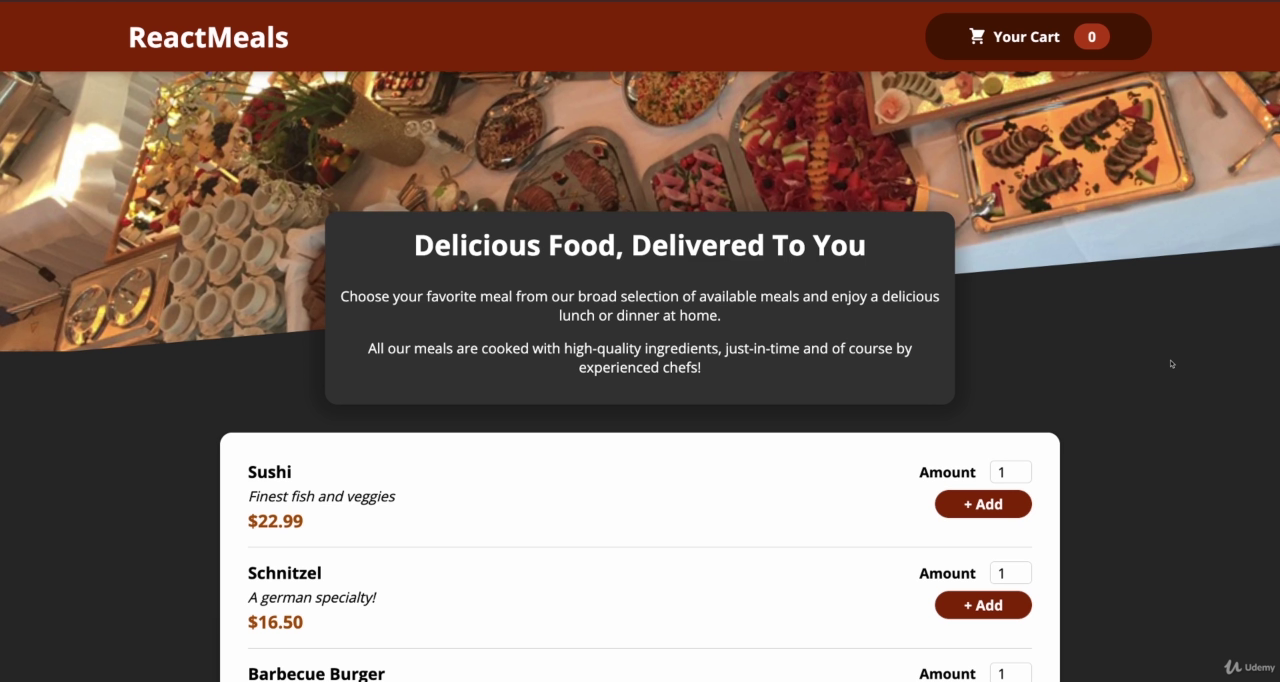 ReactMeals
Your Cart 0
Delicious Food, Delivered To You
Choose your favorite meal from our broad selection of available meals and enjoy a delicious
lunch or dinner at home.
All our meals are cooked with high-quality ingredients, just-in-time and of course by
experienced chefs!
Sushi
Amount 1
Finest fish and veggies
+ Add
$22.99
Schnitzel
Amount 1
A german specialty!
+ Add
$16.50
Barbecue Burger
Amount 1
Udemy